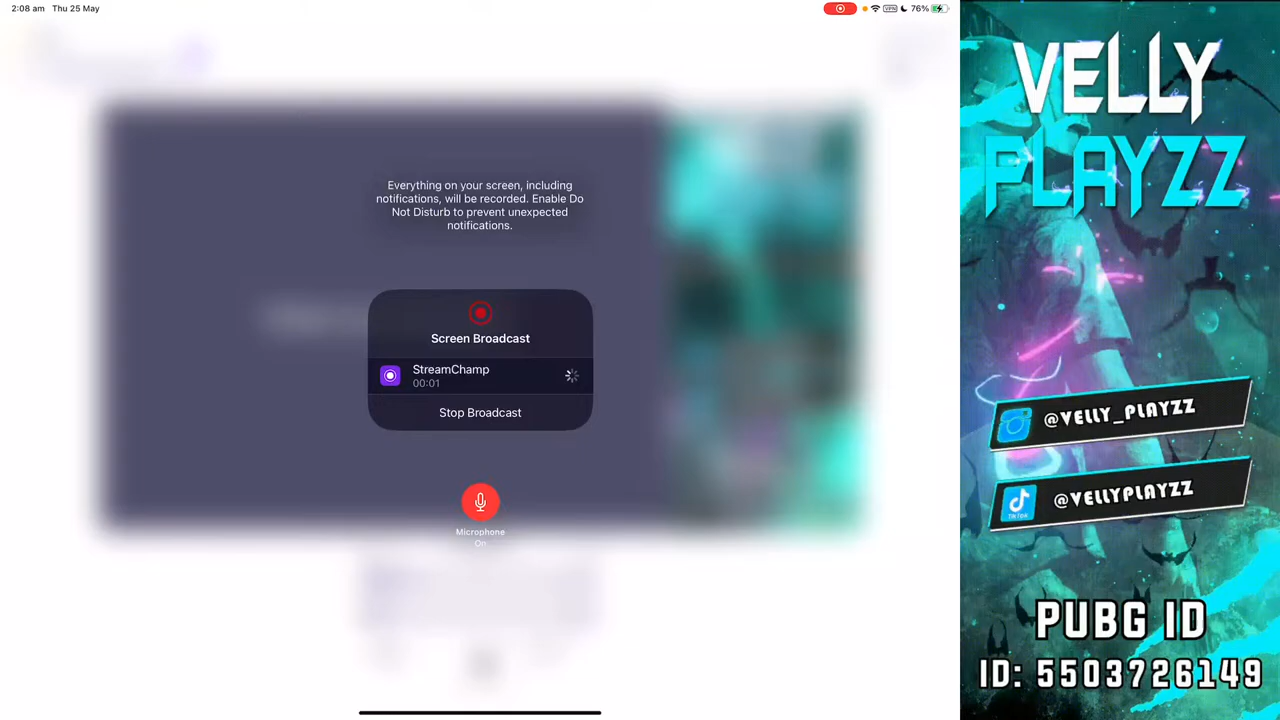 2:08 am Thu 25 May
VPN 76%
Everything on your screen, including
notifications, will be recorded. Enable Do
Not Disturb to prevent unexpected
notifications.
Screen Broadcast
StreamChamp
00:01
Stop Broadcast
Microphone
On
VELLY
PLAYZZ
@VELLY_PLAYZZ
TikTok
@VELLYPLAYZZ
PUBG ID
ID: 5503726149